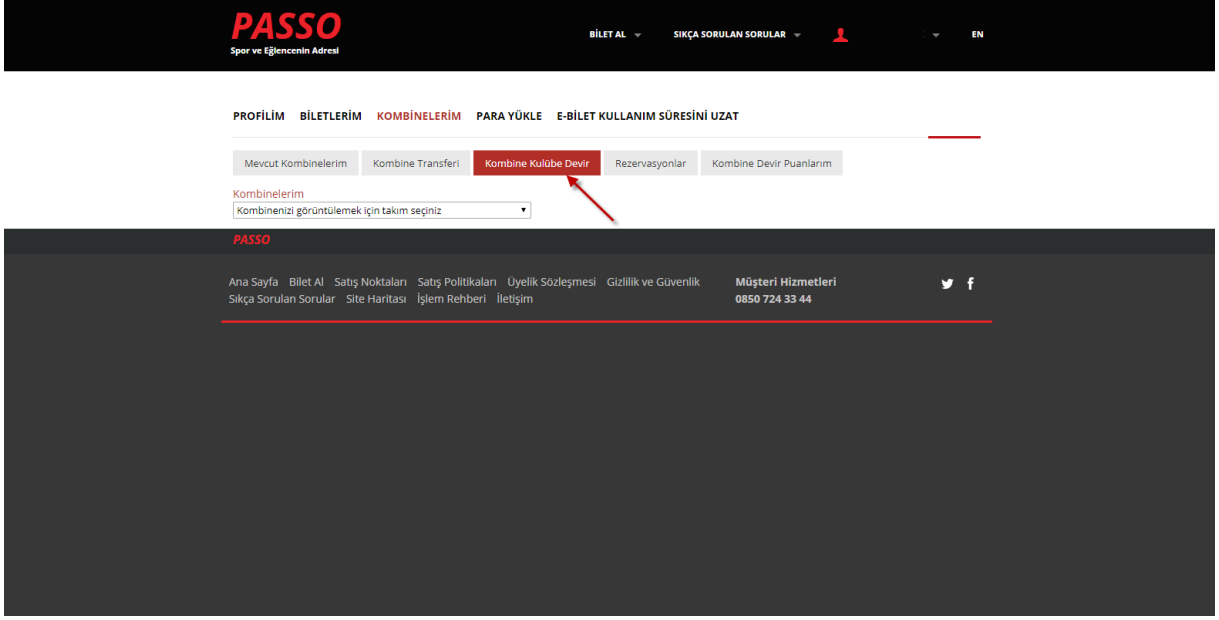 PASSO
Spor ve Eğlencenin Adresi
BİLET AL SIKÇA SORULAN SORULAR EN
PROFİLİM BİLETLERİM KOMBİNELERİM PARA YÜKLE E-BİLET KULLANIM SÜRESİNİ UZAT
Mevcut Kombinelerim Kombine Transferi Kombine Kulübe Devir Rezervasyonlar Kombine Devir Puanlarım
Kombinelerim
Kombinenizi görüntülemek için takım seçiniz
PASSO
Ana Sayfa Bilet Al Satış Noktaları Satış Politikaları Üyelik Sözleşmesi Gizlilik ve Güvenlik Müşteri Hizmetleri
Sıkça Sorulan Sorular Site Haritası İşlem Rehberi İletişim 0850 724 33 44